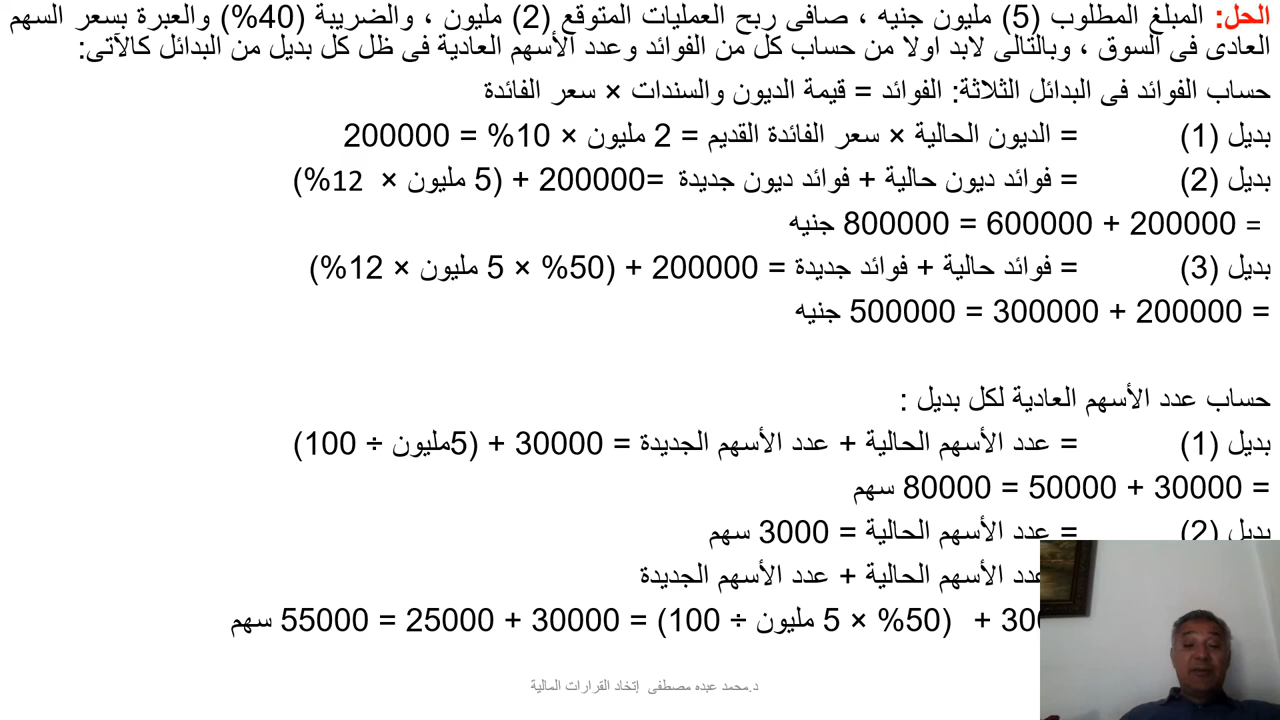 الحل: المبلغ المطلوب (5) مليون جنيه ، صافى ربح العمليات المتوقع (2) مليون ، والضريبة (40%) والعبرة بسعر السهم
العادى فى السوق ، وبالتالى لابد اولا من حساب كل من الفوائد وعدد الأسهم العادية فى ظل كل بديل من البدائل كالآتى:
حساب الفوائد فى البدائل الثلاثة: الفوائد = قيمة الديون والسندات × سعر الفائدة
بديل (1) = الديون الحالية × سعر الفائدة القديم = 2 مليون × 10% = 200000
بديل (2) = فوائد ديون حالية + فوائد ديون جديدة =200000 + (5 مليون × 12%)
= 200000 + 600000 = 800000 جنيه
بديل (3) = فوائد حالية + فوائد جديدة = 200000 + (50% × 5 مليون × 12%)
= 200000 + 300000 = 500000 جنيه
حساب عدد الأسهم العادية لكل بديل :
بديل (1) = عدد الأسهم الحالية + عدد الأسهم الجديدة = 30000 + (5مليون ÷ 100)
= 30000 + 50000 = 80000 سهم
بديل (2) = عدد الأسهم الحالية = 3000 سهم
عدد الأسهم الحالية + عدد الأسهم الجديدة
+ (50% × 5 مليون ÷ 100) = 30000 + 25000 = 55000 سهم
د.محمد عبده مصطفى إتخاد القرارات المالية